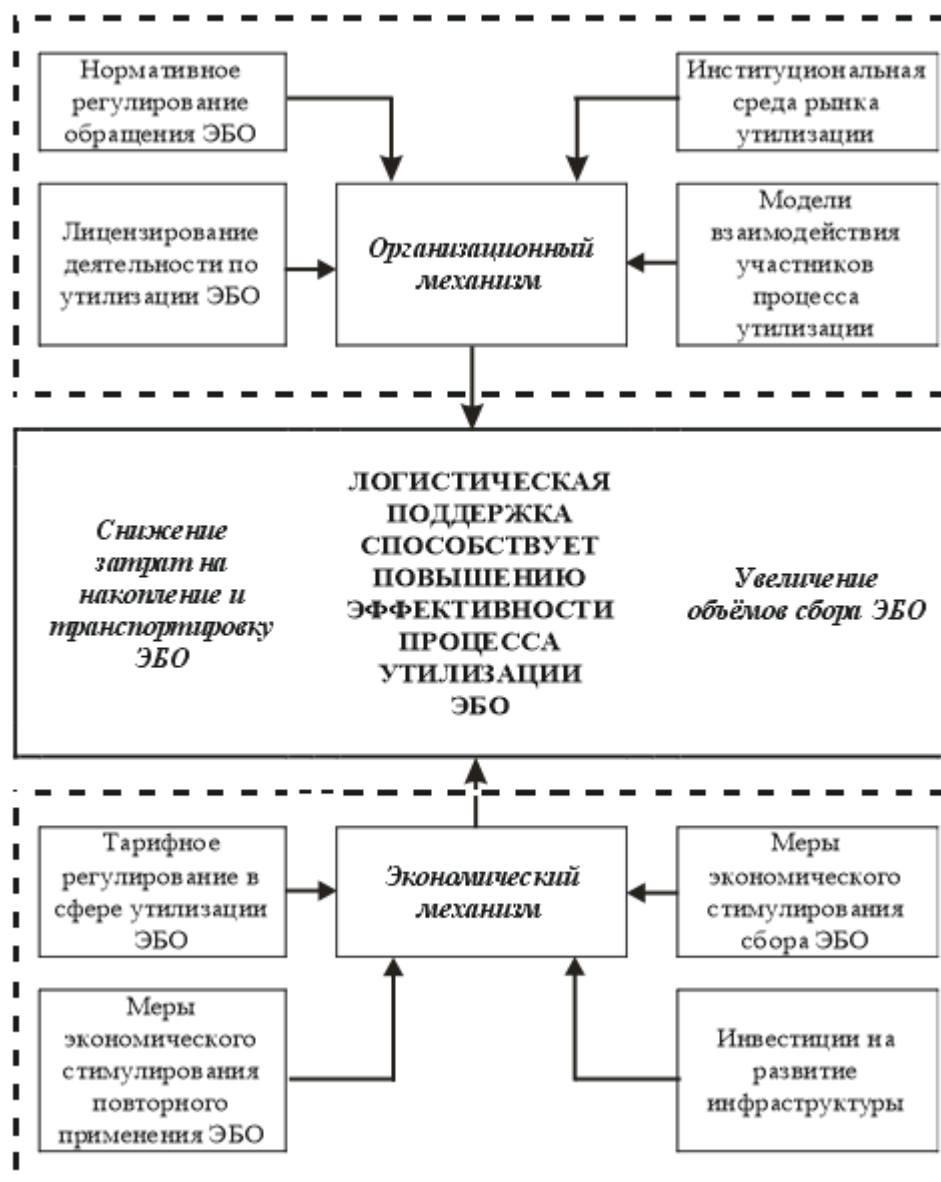 Нормативное
регулирование
обращения ЭБО
Институциональная
среда рынка
утилизации
Лицензирование
деятельности по
утилизации ЭБО
Организационный
механизм
Модели
взаимодействия
участников
процесса
утилизации
Снижение
затрат на
накопление и
транспортировку
ЭБО
ЛОГИСТИЧЕСКАЯ
ПОДДЕРЖКА
СПОСОБСТВУЕТ
ПОВЫШЕНИЮ
ЭФФЕКТИВНОСТИ
ПРОЦЕССА
УТИЛИЗАЦИИ
ЭБО
Увеличение
объёмов сбора ЭБО
Тарифное
регулирование в
сфере утилизации
ЭБО
Экономический
механизм
Меры
экономического
стимулирования
сбора ЭБО
Меры
экономического
стимулирования
повторного
применения ЭБО
Инвестиции на
развитие
инфраструктуры